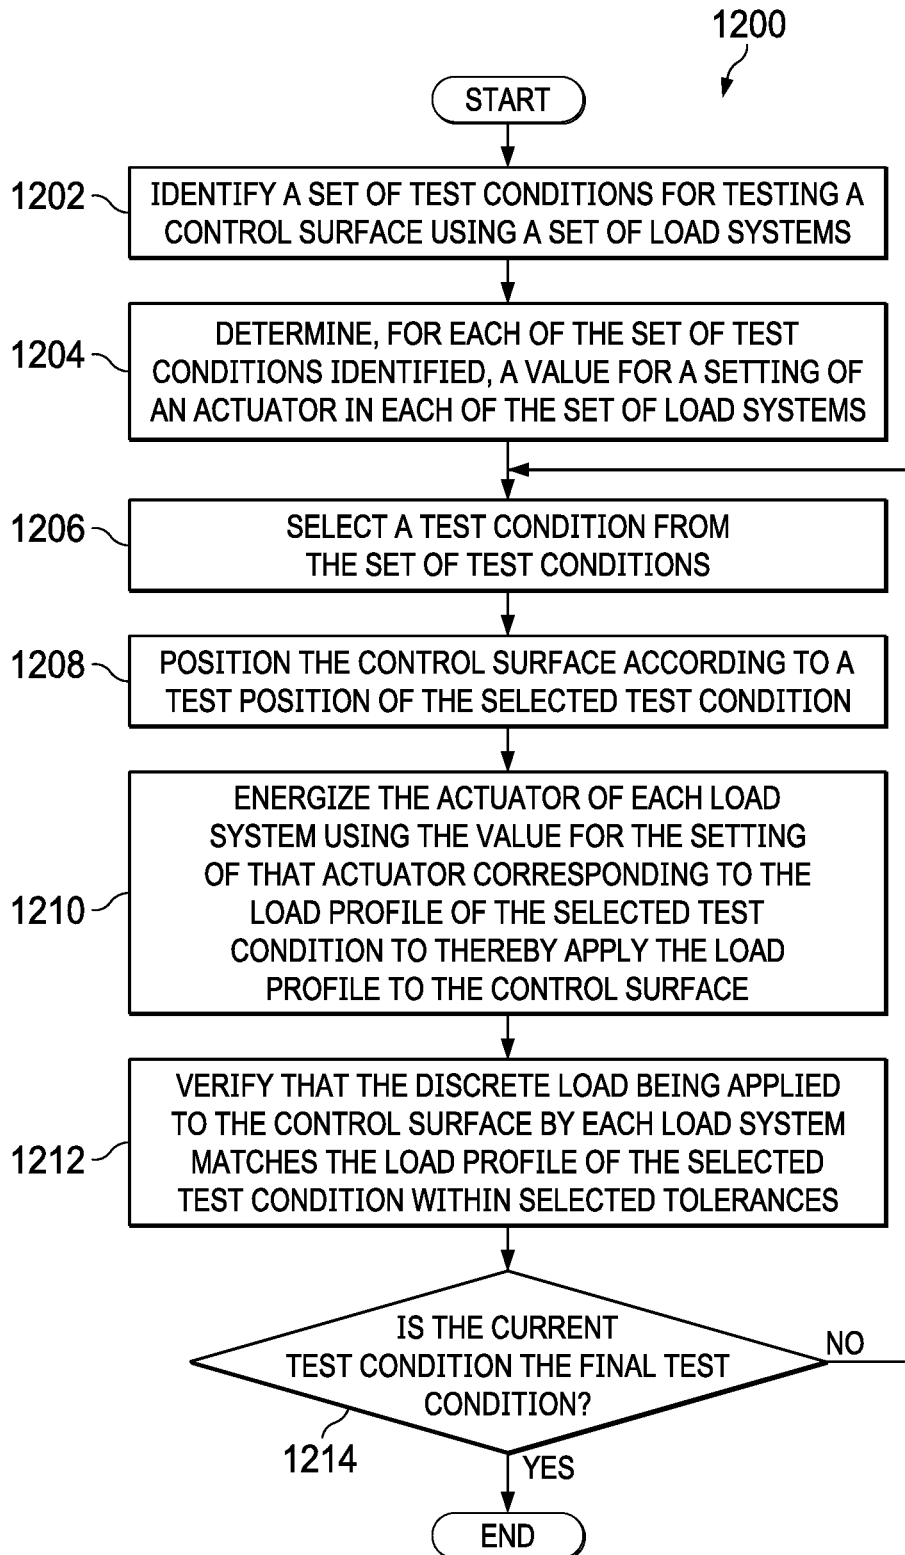 1200
START
1202
IDENTIFY A SET OF TEST CONDITIONS FOR TESTING A
CONTROL SURFACE USING A SET OF LOAD SYSTEMS
1204
DETERMINE, FOR EACH OF THE SET OF TEST
CONDITIONS IDENTIFIED, A VALUE FOR A SETTING OF
AN ACTUATOR IN EACH OF THE SET OF LOAD SYSTEMS
1206
SELECT A TEST CONDITION FROM
THE SET OF TEST CONDITIONS
1208
POSITION THE CONTROL SURFACE ACCORDING TO A
TEST POSITION OF THE SELECTED TEST CONDITION
1210
ENERGIZE THE ACTUATOR OF EACH LOAD
SYSTEM USING THE VALUE FOR THE SETTING
OF THAT ACTUATOR CORRESPONDING TO THE
LOAD PROFILE OF THE SELECTED TEST
CONDITION TO THEREBY APPLY THE LOAD
PROFILE TO THE CONTROL SURFACE
1212
VERIFY THAT THE DISCRETE LOAD BEING APPLIED
TO THE CONTROL SURFACE BY EACH LOAD SYSTEM
MATCHES THE LOAD PROFILE OF THE SELECTED
TEST CONDITION WITHIN SELECTED TOLERANCES
IS THE CURRENT
TEST CONDITION THE FINAL TEST
CONDITION?
NO
1214
YES
END